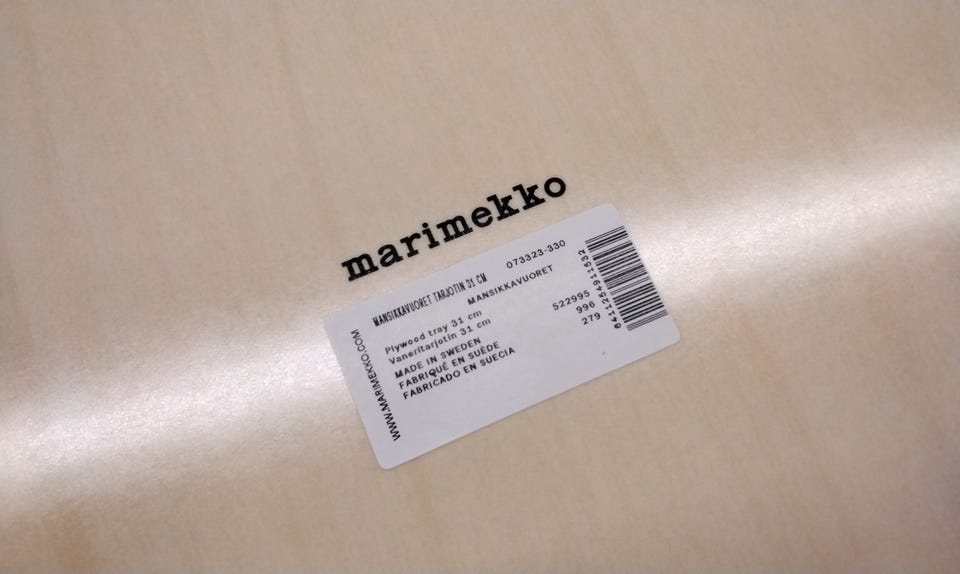 marimekko
MANSIKKAVUORET TARJOTIN 31 CM 073323-330
MANSIKKAVUORET
Plywood tray 31 cm 522995
Vaneritarjotin 31 cm 996
MADE IN SWEDEN 279
FABRIQUÉ EN SUÈDE
FABRICADO EN SUECIA
WWW.MARIMEKKO.COM